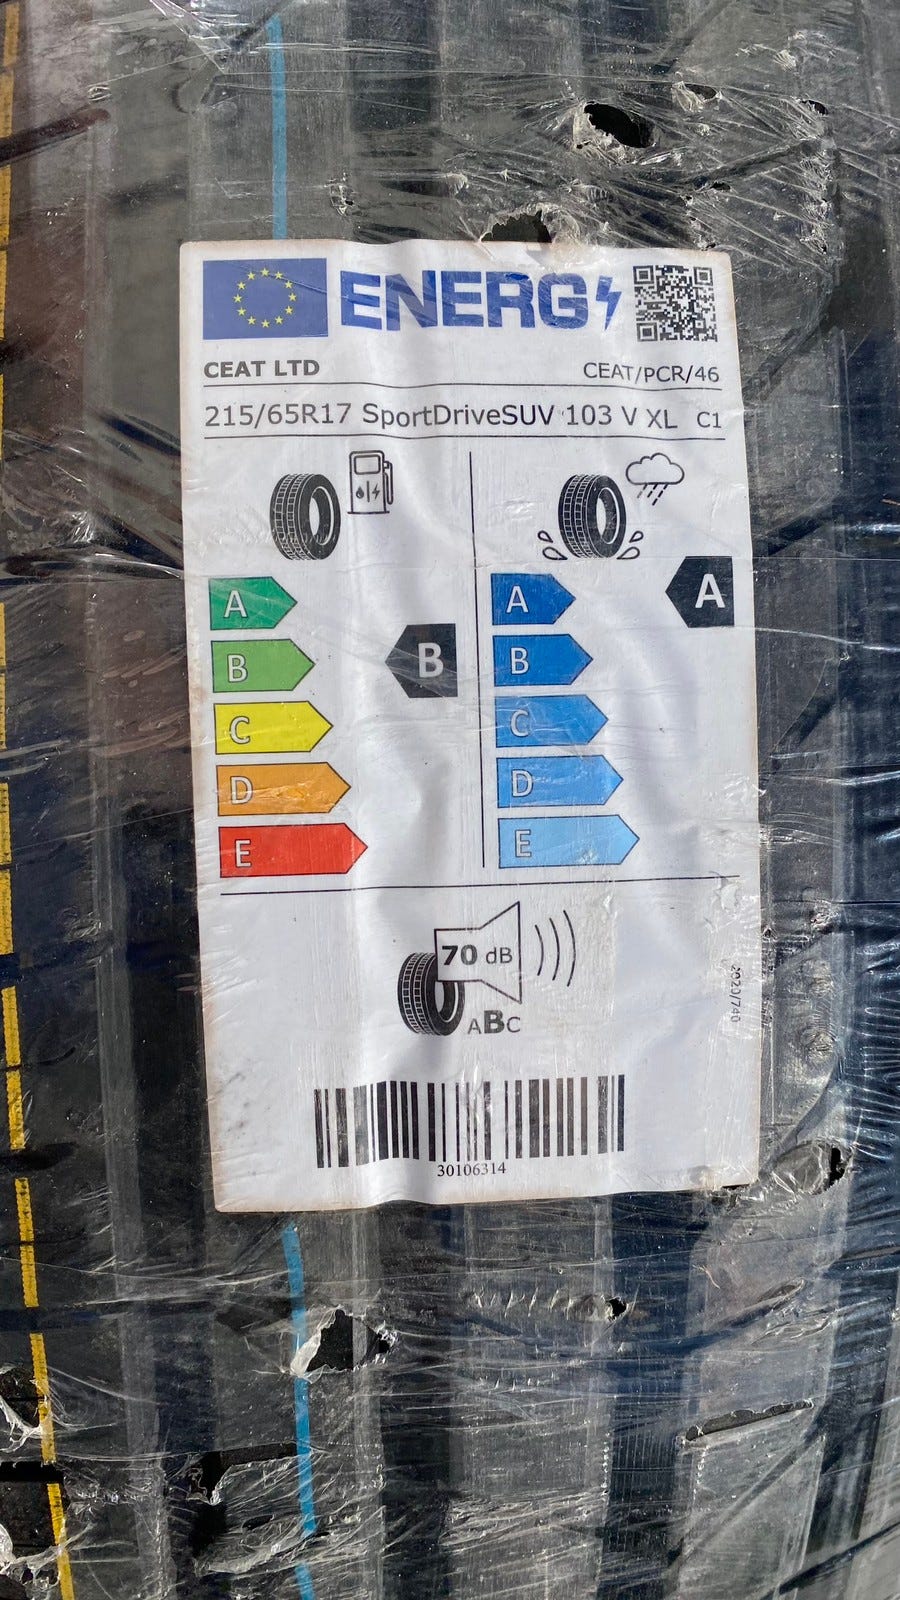 ENERG
CEAT LTD CEAT/PCR/46
215/65R17 SportDriveSUV 103 V XL C1
A
B
C
D
E
B
A
B
C
D
E
A
70 dB
ABC
2020/740
30106314